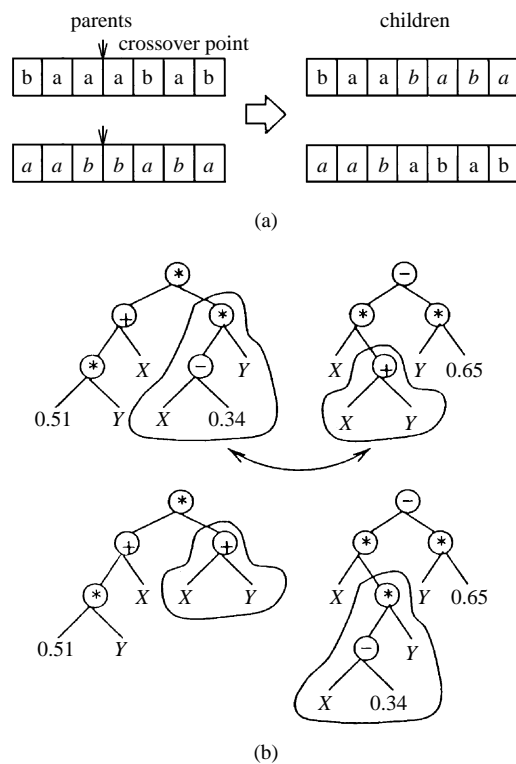 parents children
crossover point
b a a a b a b b a a b a b a
a a b b a b a a a b a b a b
(a)
* −
+ * * *
* X − Y X + Y 0.65
0.51 Y X 0.34 X Y
* −
+ + * *
* X X Y X * Y 0.65
0.51 Y − Y
X 0.34
(b)